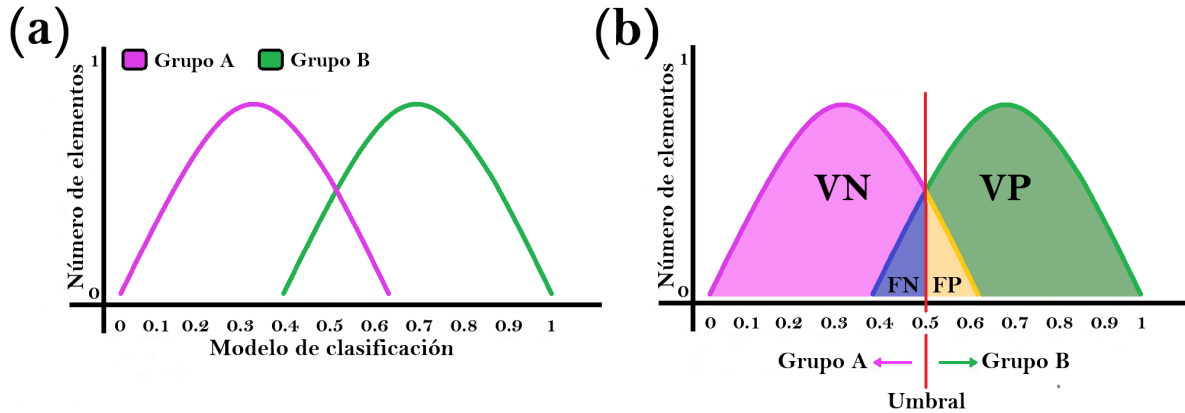 (a)
Grupo A
Grupo B
Número de elementos
1
0
0 0.1 0.2 0.3 0.4 0.5 0.6 0.7 0.8 0.9 1
Modelo de clasificación
(b)
Número de elementos
1
0
VN
VP
FN
FP
0 0.1 0.2 0.3 0.4 0.5 0.6 0.7 0.8 0.9 1
Grupo A
Grupo B
Umbral